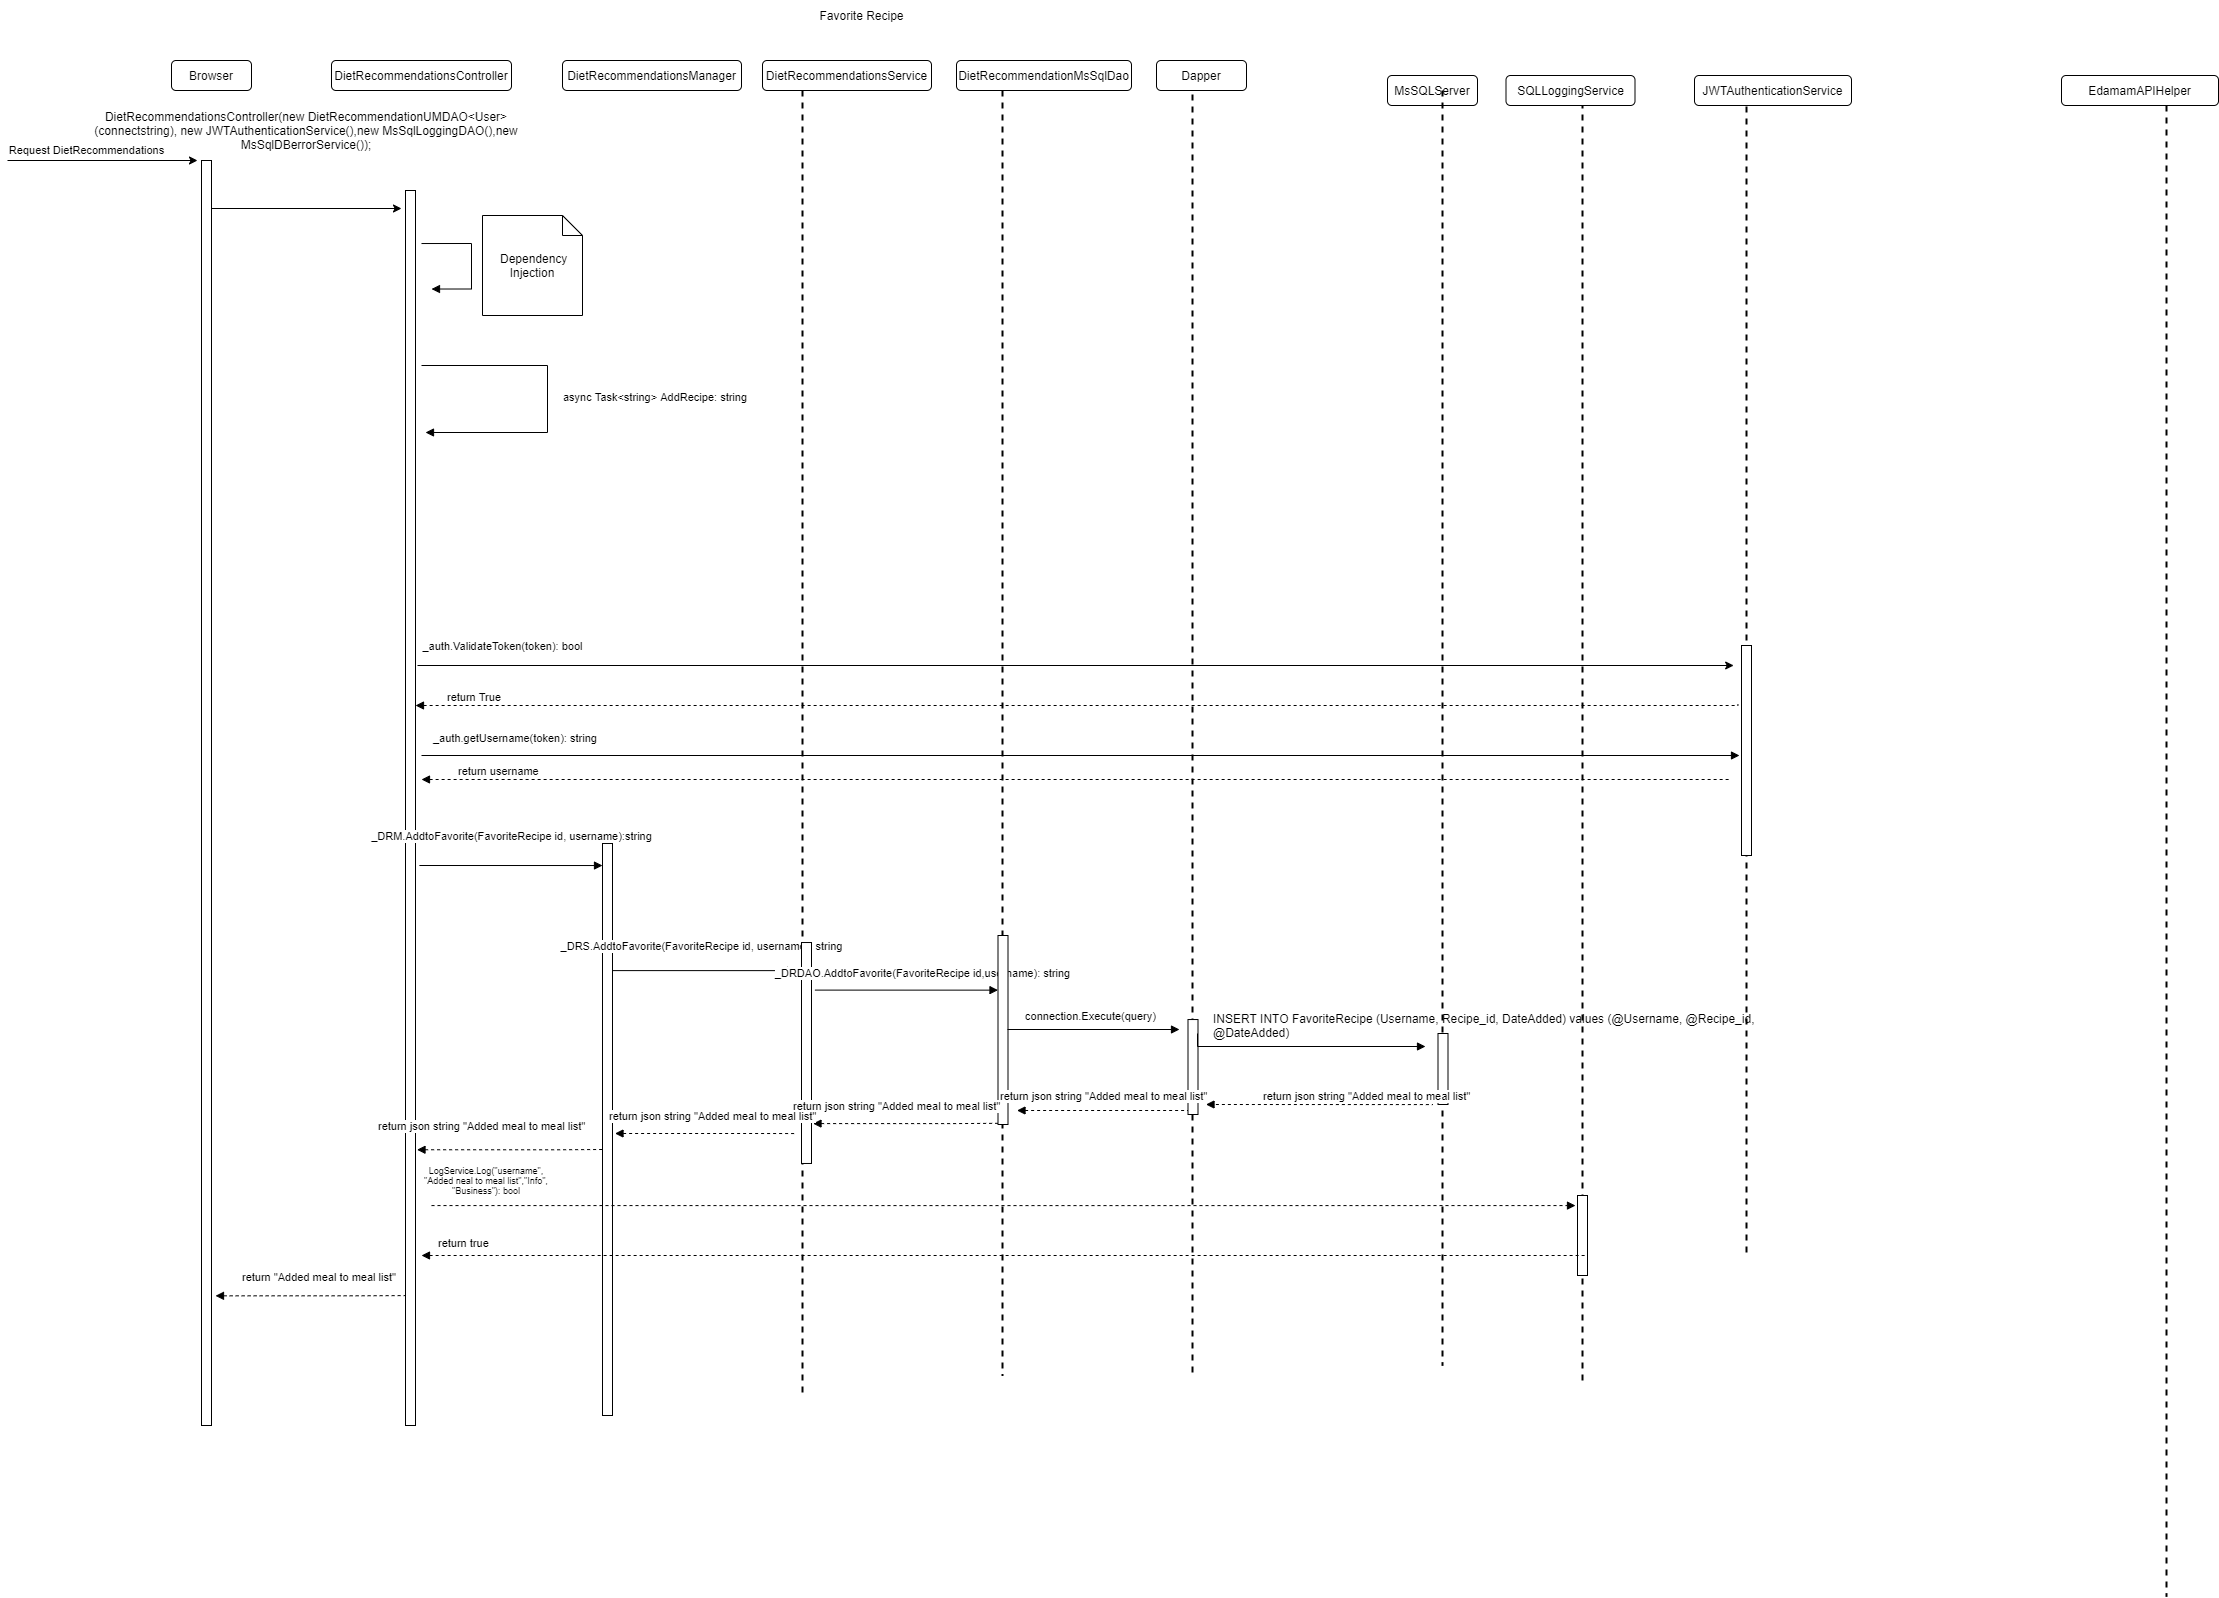 Favorite Recipe
Browser
DietRecommendationsController
DietRecommendationsManager
DietRecommendationsService
DietRecommendationMsSqlDao
Dapper
MsSQLServer
SQLLoggingService
JWTAuthenticationService
EdamamAPIHelper
DietRecommendationsController(new DietRecommendationUMDAO<User>
(connectstring), new JWTAuthenticationService(),new MsSqlLoggingDAO(),new
MsSqlDBerrorService());
Request DietRecommendations
Dependency
Injection
async Task<string> AddRecipe: string
_auth.ValidateToken(token): bool
return True
_auth.getUsername(token): string
return username
_DRM.AddtoFavorite(FavoriteRecipe id, username):string
_DRS.AddtoFavorite(FavoriteRecipe id, username string
_DRDAO.AddtoFavorite(FavoriteRecipe id,username): string
connection.Execute(query)
INSERT INTO FavoriteRecipe (Username, Recipe_id, DateAdded) values (@Username, @Recipe_id,
@DateAdded)
return json string "Added meal to meal list"
return json string "Added meal to meal list"
return json string "Added meal to meal list"
return json string "Added meal to meal list"
return json string "Added meal to meal list"
LogService.Log("username",
"Added neal to meal list","Info",
"Business"): bool
return true
return "Added meal to meal list"